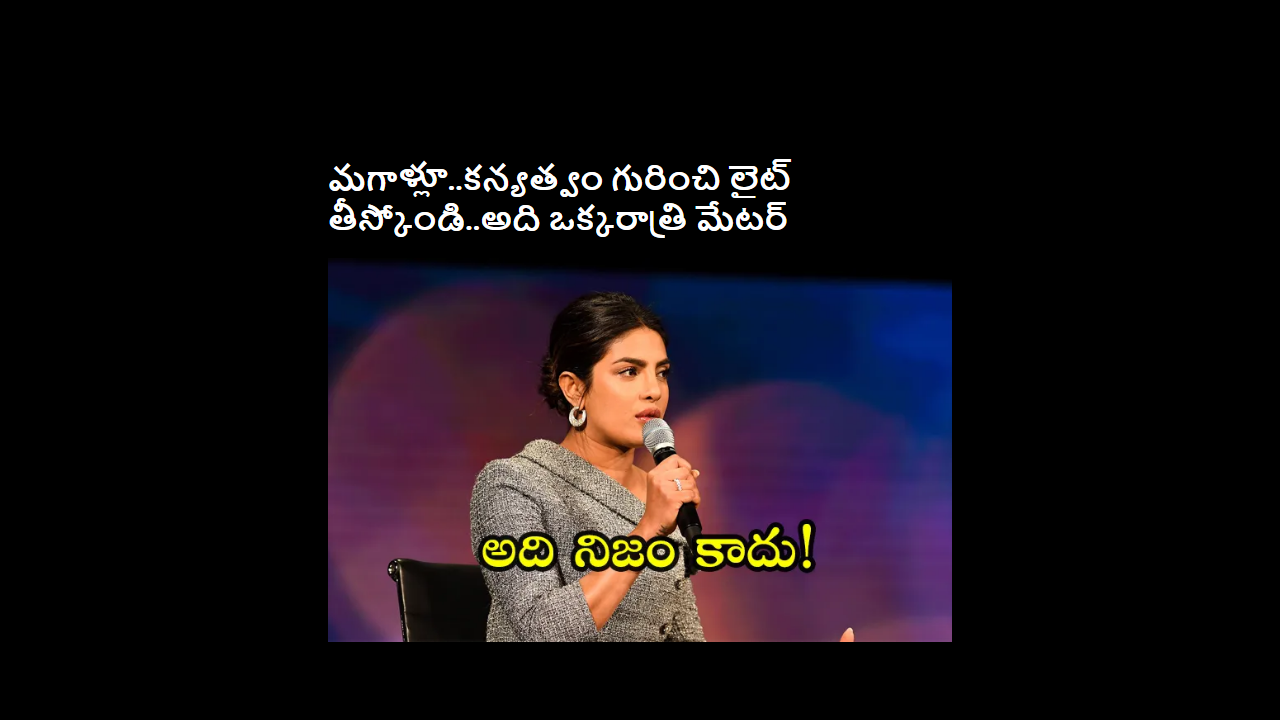 మగాళ్లూ..కన్యత్వం గురించి లైట్
తీస్కోండి..అది ఒక్కరాత్రి మేటర్
అది నిజం కాదు!